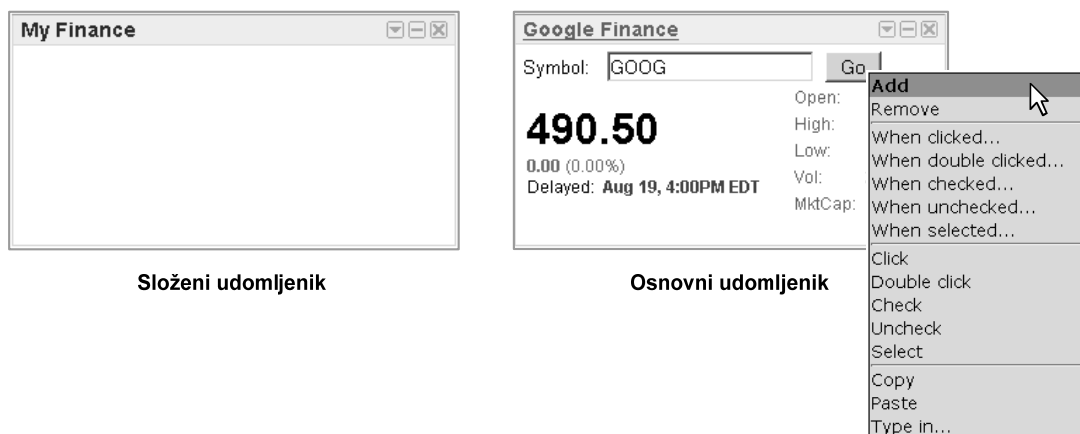 My Finance
Google Finance
Symbol: GOOG Go
490.50
0.00 (0.00%)
Delayed: Aug 19, 4:00PM EDT
Open:
High:
Low:
Vol:
MktCap:
Add
Remove
When clicked...
When double clicked...
When checked...
When unchecked...
When selected...
Click
Double click
Check
Uncheck
Select
Copy
Paste
Type in...
Složeni udomljenik
Osnovni udomljenik